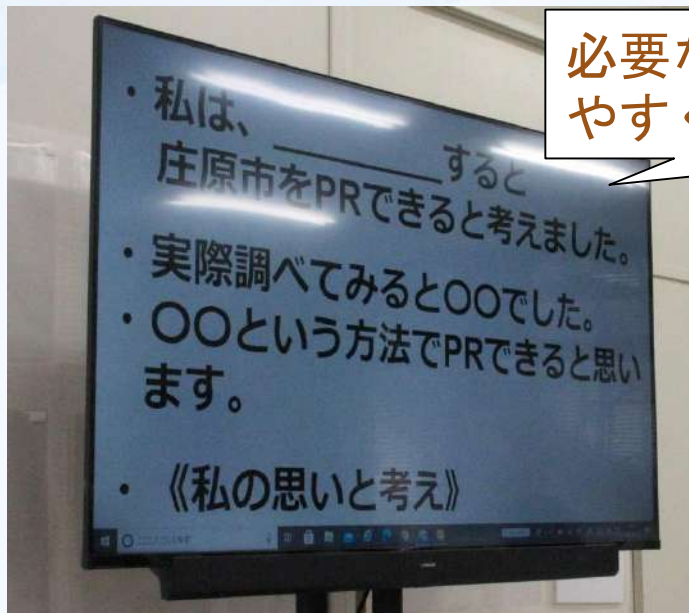 ・私は、＿＿＿＿＿すると
庄原市をPRできると考えました。
・実際調べてみると〇〇でした。
・〇〇という方法でPRできると思い
ます。
・《私の思いと考え》
必要な
やすく